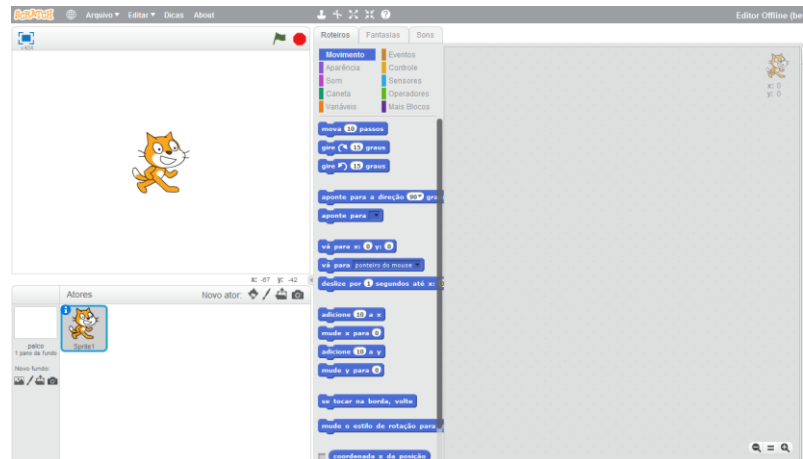 SCRATCH Arquivo Editar Dicas About Editor Offline (be
v404
Roteiros Fantasias Sons
Movimento Eventos
Aparência Controle
Som Sensores
Caneta Operadores
Variáveis Mais Blocos
mova 10 passos
gire 15 graus
gire 15 graus
aponte para a direção 90 gra
aponte para
vá para x: 0 y: 0
vá para ponteiro do mouse
deslize por 1 segundos até x:
adicione 10 a x
mude x para 0
adicione 10 a y
mude y para 0
se tocar na borda, volte
mude o estilo de rotação para
coordenada x da posição
x: 0
y: 0
X: -67 y: -42
Atores Novo ator:
Sprite1
palco
1 pano de fundo
Novo fundo: